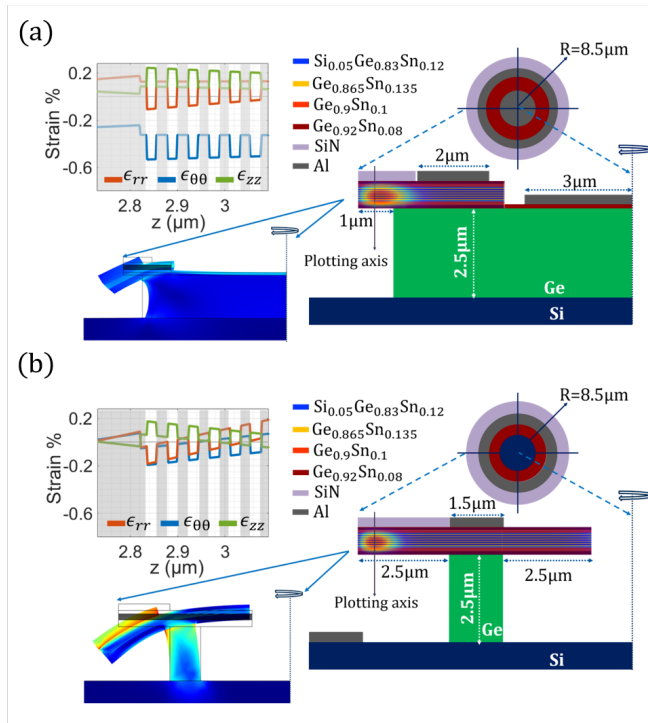 (a)
0.2
-0.2
-0.6
Strain %
ϵrr ϵθθ ϵzz
2.8 2.9 3
z (µm)
Si0.05Ge0.83Sn0.12
Ge0.865Sn0.135
Ge0.9Sn0.1
Ge0.92Sn0.08
SiN
Al
R=8.5µm
2µm
3µm
1µm
Plotting axis
2.5µm
Ge
Si
(b)
0.2
-0.2
-0.6
Strain %
ϵrr ϵθθ ϵzz
2.8 2.9 3
z (µm)
Si0.05Ge0.83Sn0.12
Ge0.865Sn0.135
Ge0.9Sn0.1
Ge0.92Sn0.08
SiN
Al
R=8.5µm
1.5µm
2.5µm
2.5µm
Plotting axis
2.5µm
Ge
Si